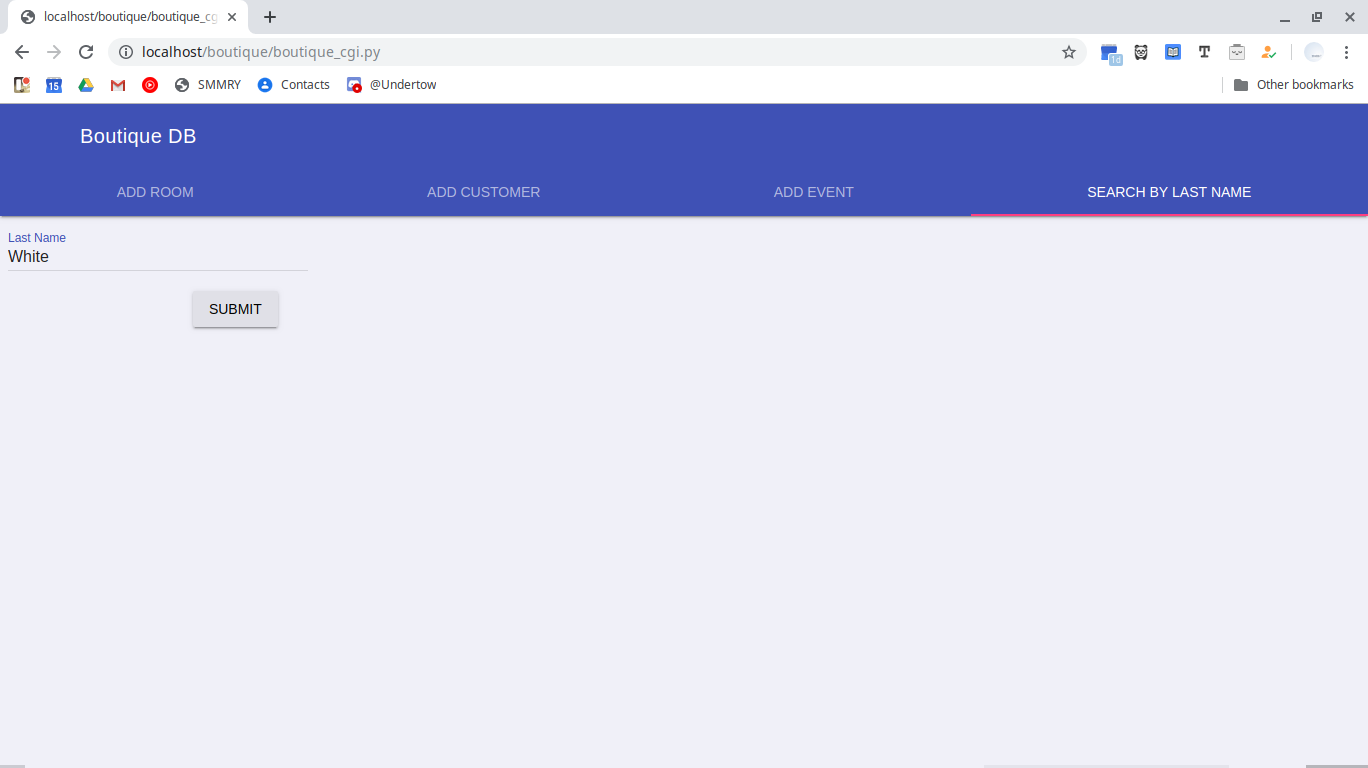 localhost/boutique/boutique_cg
localhost/boutique/boutique_cgi.py
1d
15
SMMRY
Contacts
@Undertow
Other bookmarks
Boutique DB
ADD ROOM
ADD CUSTOMER
ADD EVENT
SEARCH BY LAST NAME
Last Name
White
SUBMIT